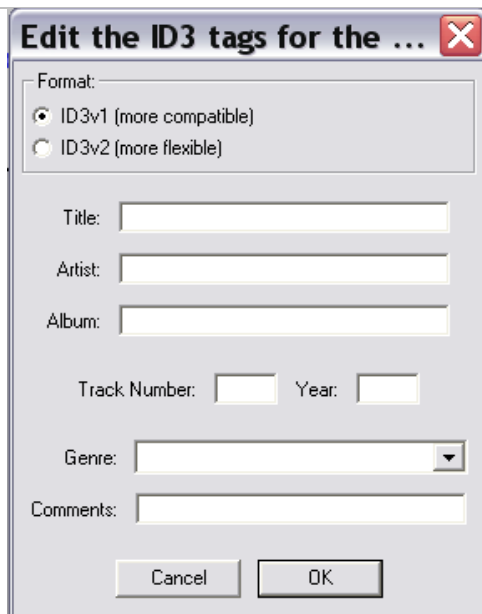 Edit the ID3 tags for the ...
Format:
ID3v1 (more compatible)
ID3v2 (more flexible)
Title:
Artist:
Album:
Track Number: Year:
Genre:
Comments:
Cancel OK